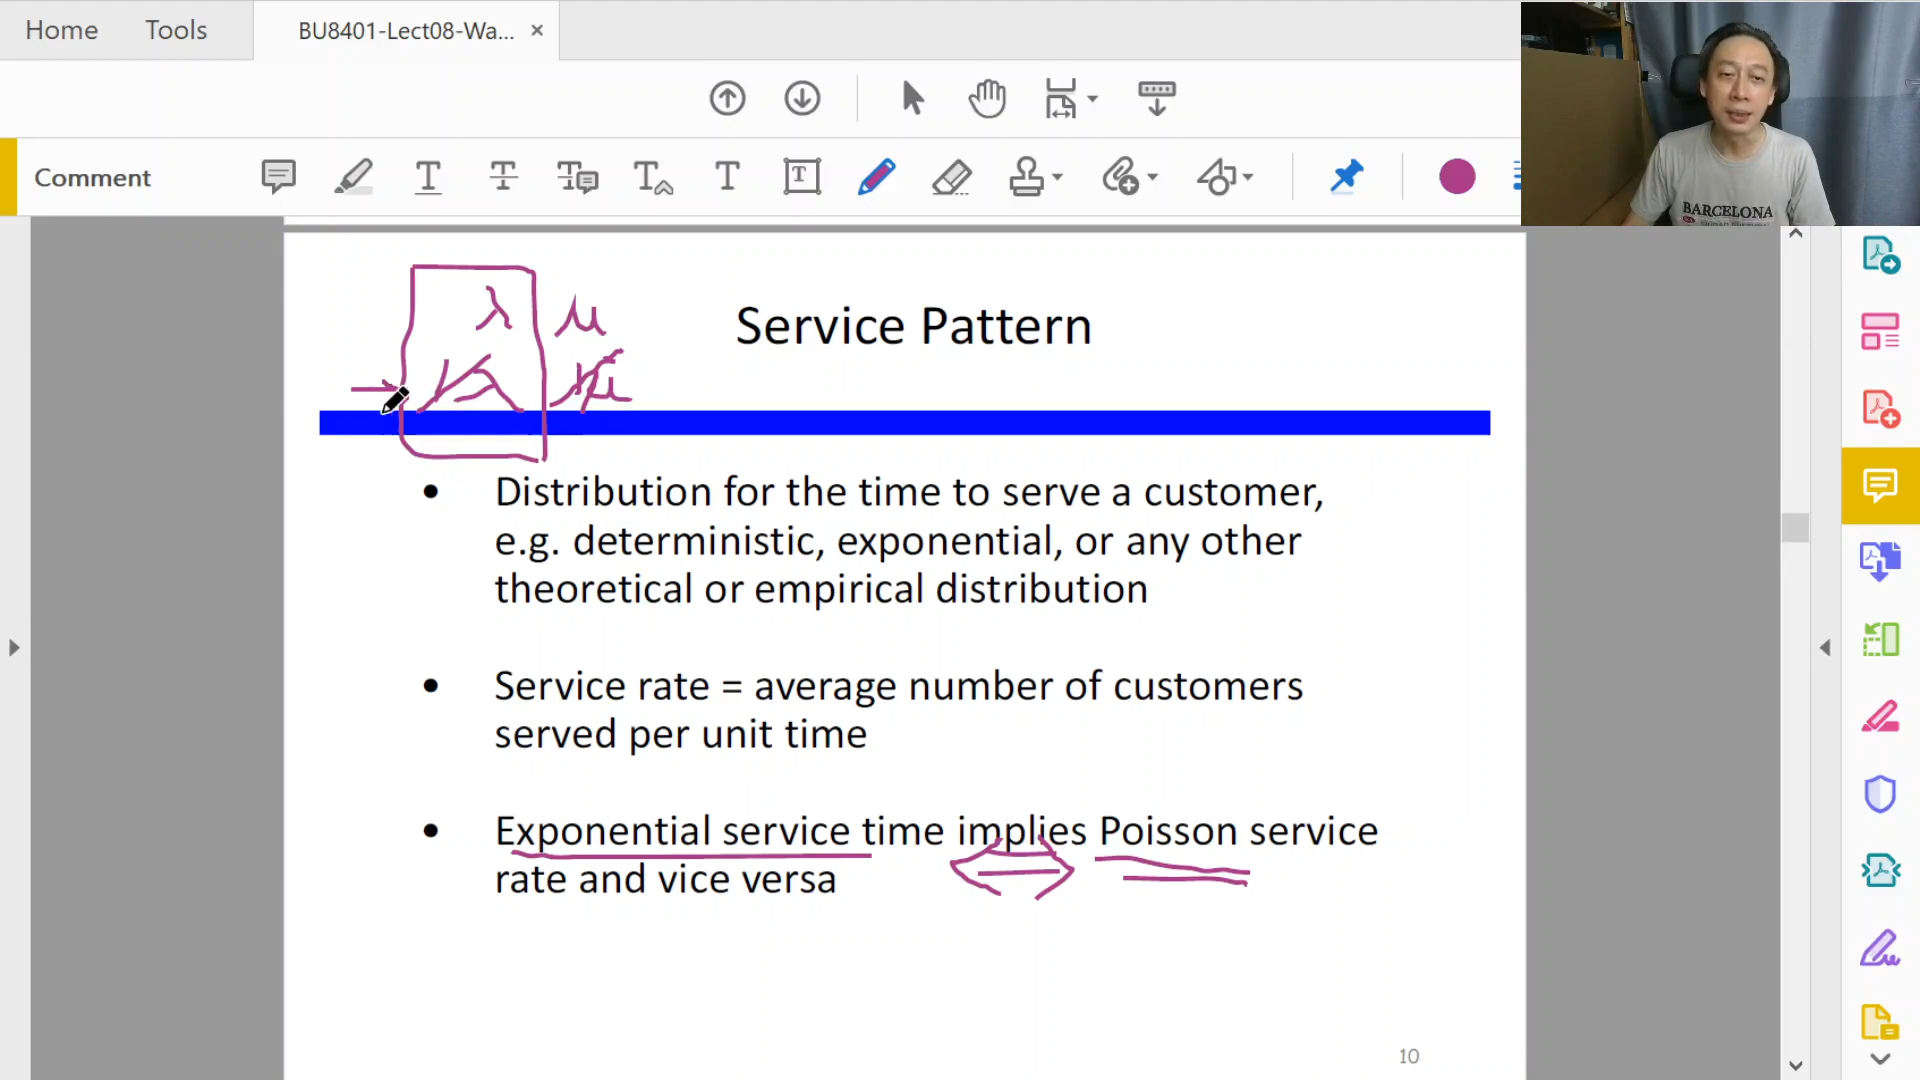 Home Tools BU8401-Lect08-Wa... ×
Comment
BARCELONA
λ μ
Service Pattern
• Distribution for the time to serve a customer,
e.g. deterministic, exponential, or any other
theoretical or empirical distribution
• Service rate = average number of customers
served per unit time
• Exponential service time implies Poisson service
rate and vice versa
10